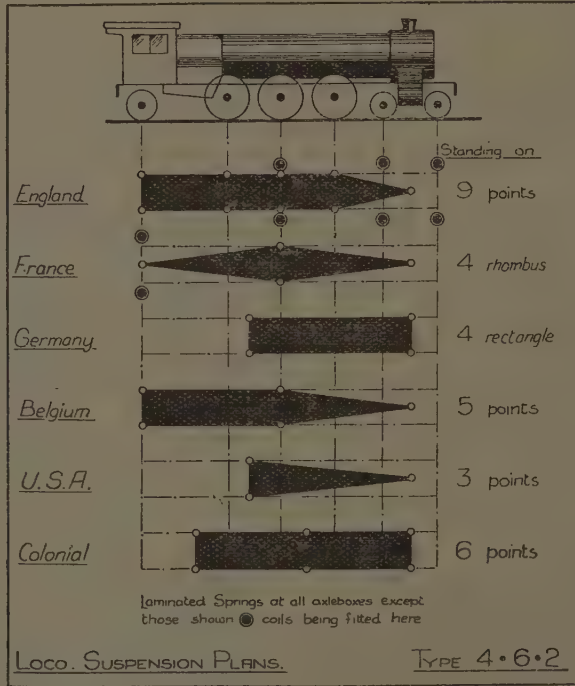 Standing on
England 9 points
France 4 rhombus
Germany 4 rectangle
Belgium 5 points
U.S.A. 3 points
Colonial 6 points
Laminated Springs at all axleboxes except
those shown coils being fitted here
LOCO. SUSPENSION PLANS. TYPE 4•6•2